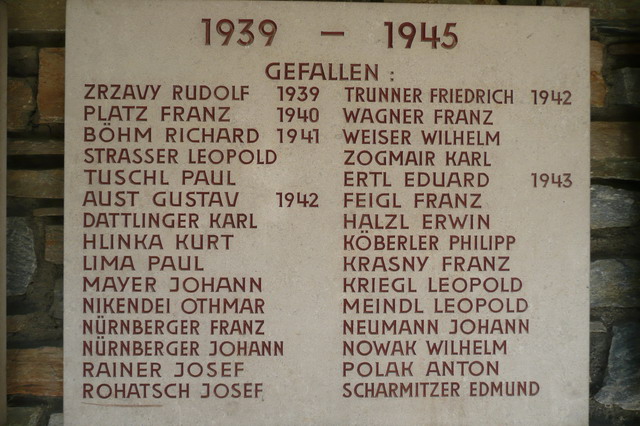 1939 – 1945
GEFALLEN :
ZRZAVY RUDOLF 1939
PLATZ FRANZ 1940
BÖHM RICHARD 1941
STRASSER LEOPOLD
TUSCHL PAUL
AUST GUSTAV 1942
DATTLINGER KARL
HLINKA KURT
LIMA PAUL
MAYER JOHANN
NIKENDEI OTHMAR
NÜRNBERGER FRANZ
NÜRNBERGER JOHANN
RAINER JOSEF
ROHATSCH JOSEF
TRUNNER FRIEDRICH 1942
WAGNER FRANZ
WEISER WILHELM
ZOGMAIR KARL
ERTL EDUARD 1943
FEIGL FRANZ
HALZL ERWIN
KÖBERLER PHILIPP
KRASNY FRANZ
KRIEGL LEOPOLD
MEINDL LEOPOLD
NEUMANN JOHANN
NOWAK WILHELM
POLAK ANTON
SCHARMITZER EDMUND